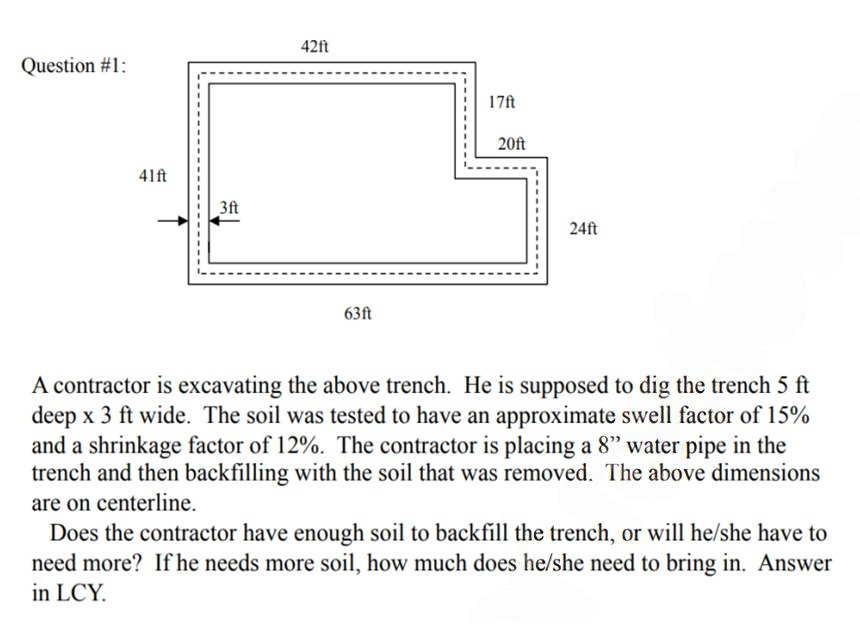 42ft
Question #1:
17ft
20ft
41ft
3ft
24ft
63ft
A contractor is excavating the above trench.  He is supposed to dig the trench 5 ft
deep x 3 ft wide.  The soil was tested to have an approximate swell factor of 15%
and a shrinkage factor of 12%.  The contractor is placing a 8” water pipe in the
trench and then backfilling with the soil that was removed.  The above dimensions
are on centerline.
Does the contractor have enough soil to backfill the trench, or will he/she have to
need more?  If he needs more soil, how much does he/she need to bring in.  Answer
in LCY.